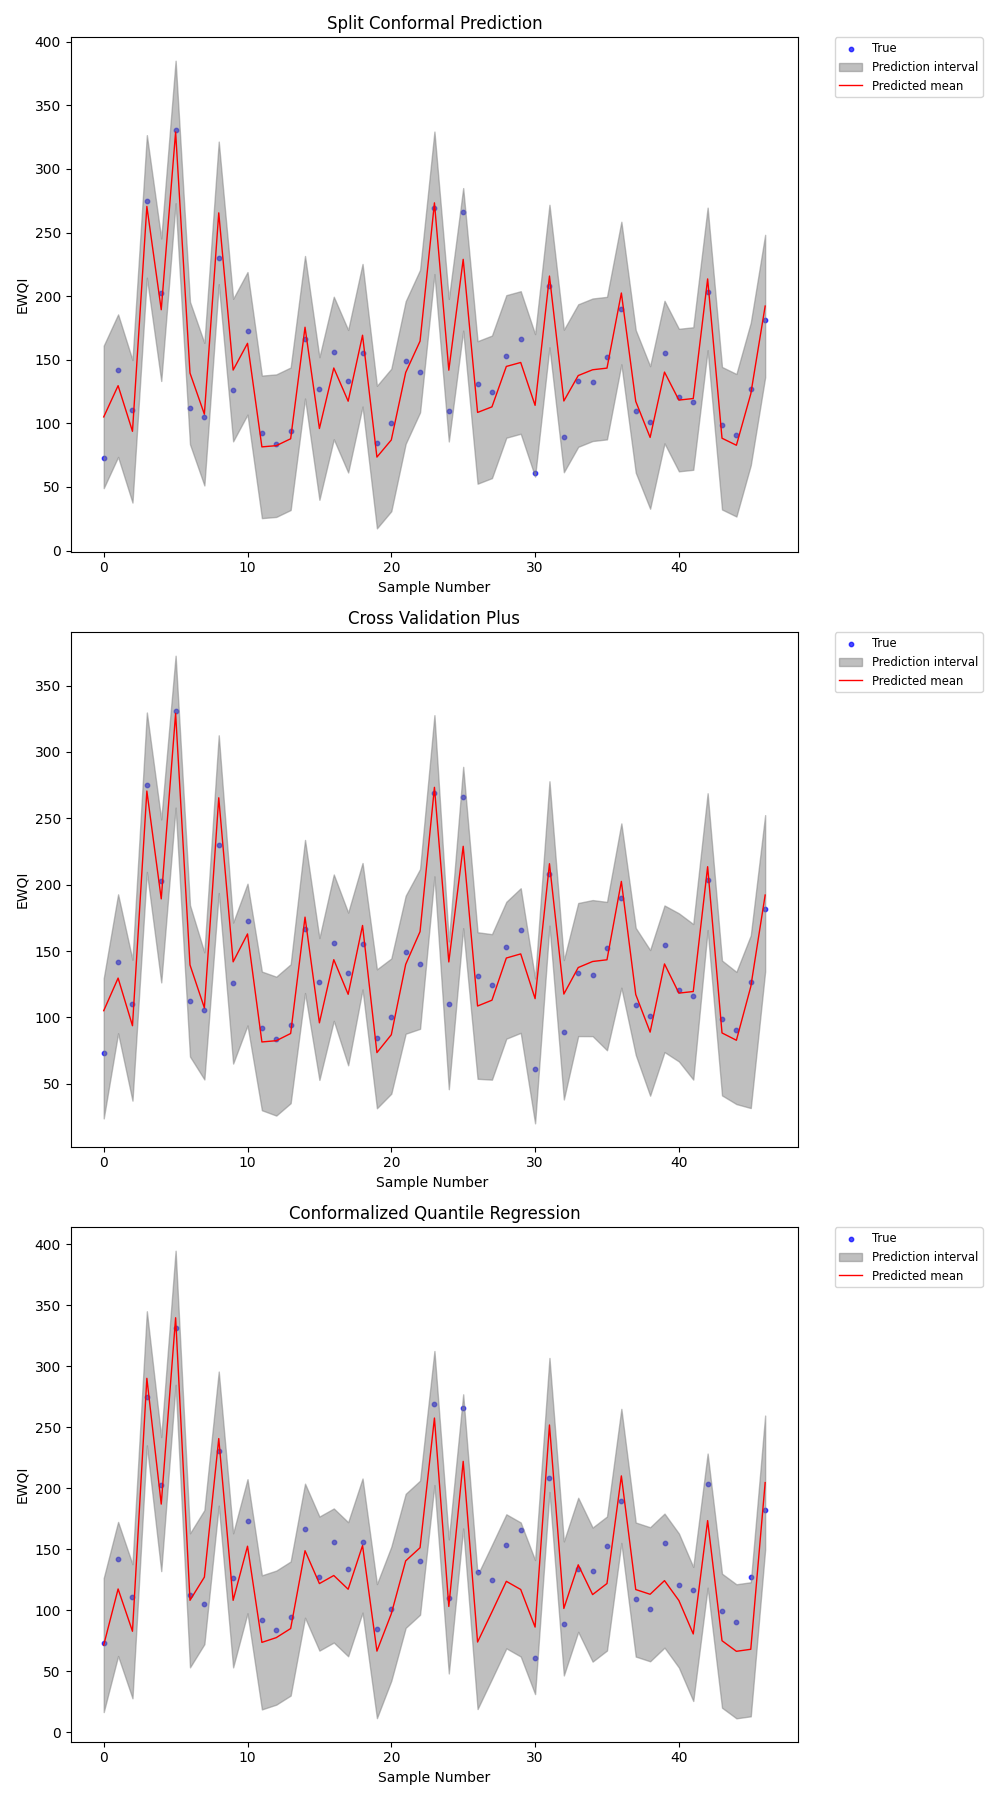 Split Conformal Prediction
400
350
300
250
200
150
100
50
0
EWQI
0 10 20 30 40
Sample Number
True
Prediction interval
Predicted mean
Cross Validation Plus
350
300
250
200
150
100
50
EWQI
0 10 20 30 40
Sample Number
True
Prediction interval
Predicted mean
Conformalized Quantile Regression
400
350
300
250
200
150
100
50
0
EWQI
0 10 20 30 40
Sample Number
True
Prediction interval
Predicted mean